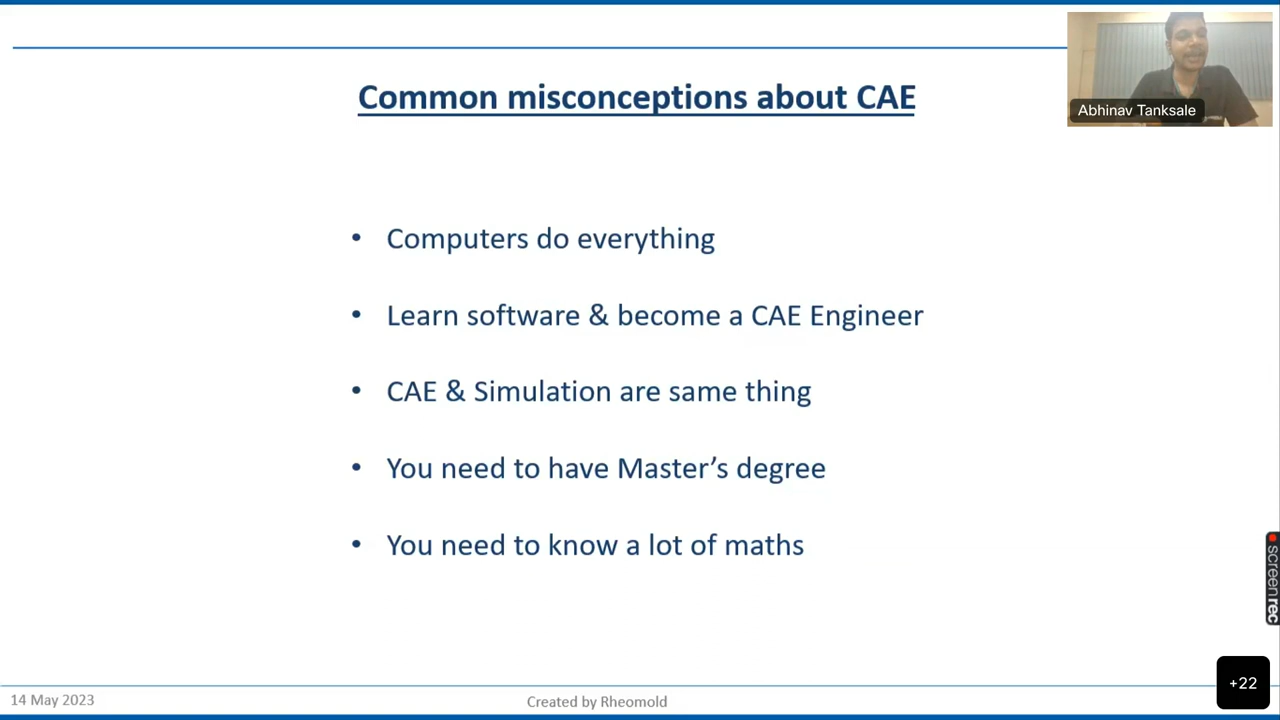 Common misconceptions about CAE
Abhinav Tanksale
• Computers do everything
• Learn software & become a CAE Engineer
• CAE & Simulation are same thing
• You need to have Master’s degree
• You need to know a lot of maths
screenrec
+22
14 May 2023
Created by Rheomold